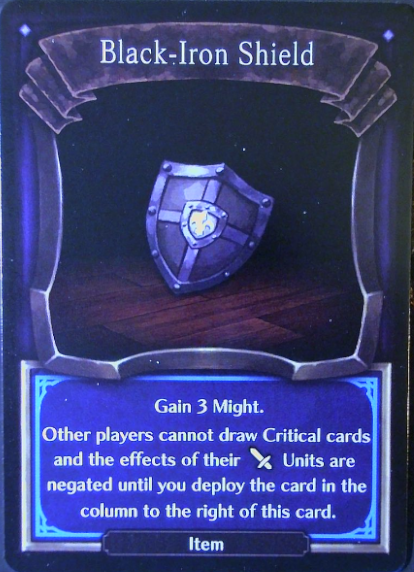 Black-Iron Shield
Gain 3 Might.
Other players cannot draw Critical cards
and the effects of their Units are
negated until you deploy the card in the
column to the right of this card.
Item